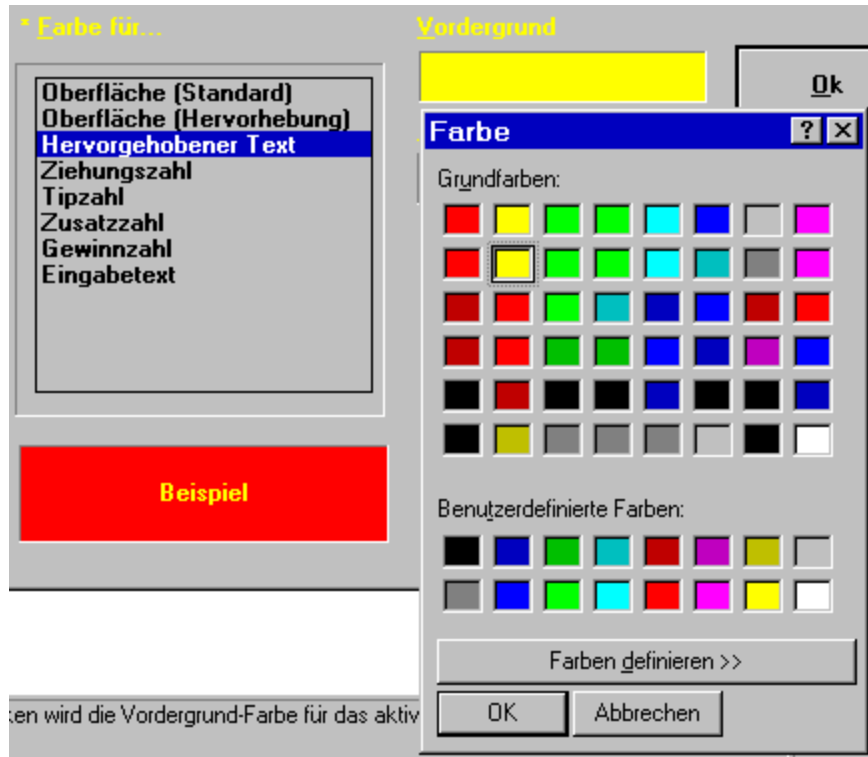 * Farbe für...
Vordergrund
Oberfläche (Standard)
Oberfläche (Hervorhebung)
Hervorgehobener Text
Ziehungszahl
Tipzahl
Zusatzzahl
Gewinnzahl
Eingabetext
Ok
Beispiel
Farbe
?
Grundfarben:
Benutzerdefinierte Farben:
Farben definieren >>
OK
Abbrechen
ken wird die Vordergrund-Farbe für das aktiv